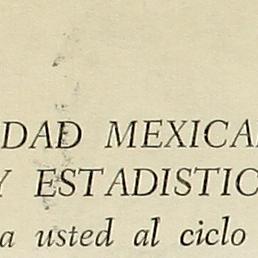 DAD MEXICA
Y ESTADISTIC
a usted al ciclo